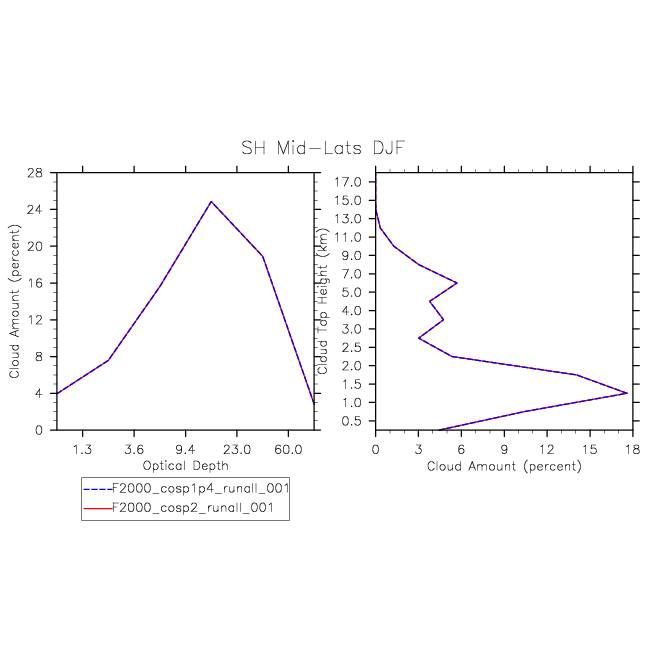 SH Mid-Lats DJF
Cloud Amount (percent)
28
24
20
16
12
8
4
0
1.3 3.6 9.4 23.0 60.0
Optical Depth
Cloud Top Height (km)
17.0
15.0
13.0
11.0
9.0
7.0
5.0
4.0
3.0
2.5
2.0
1.5
1.0
0.5
0 3 6 9 12 15 18
Cloud Amount (percent)
F2000_cosp1p4_runall_001
F2000_cosp2_runall_001